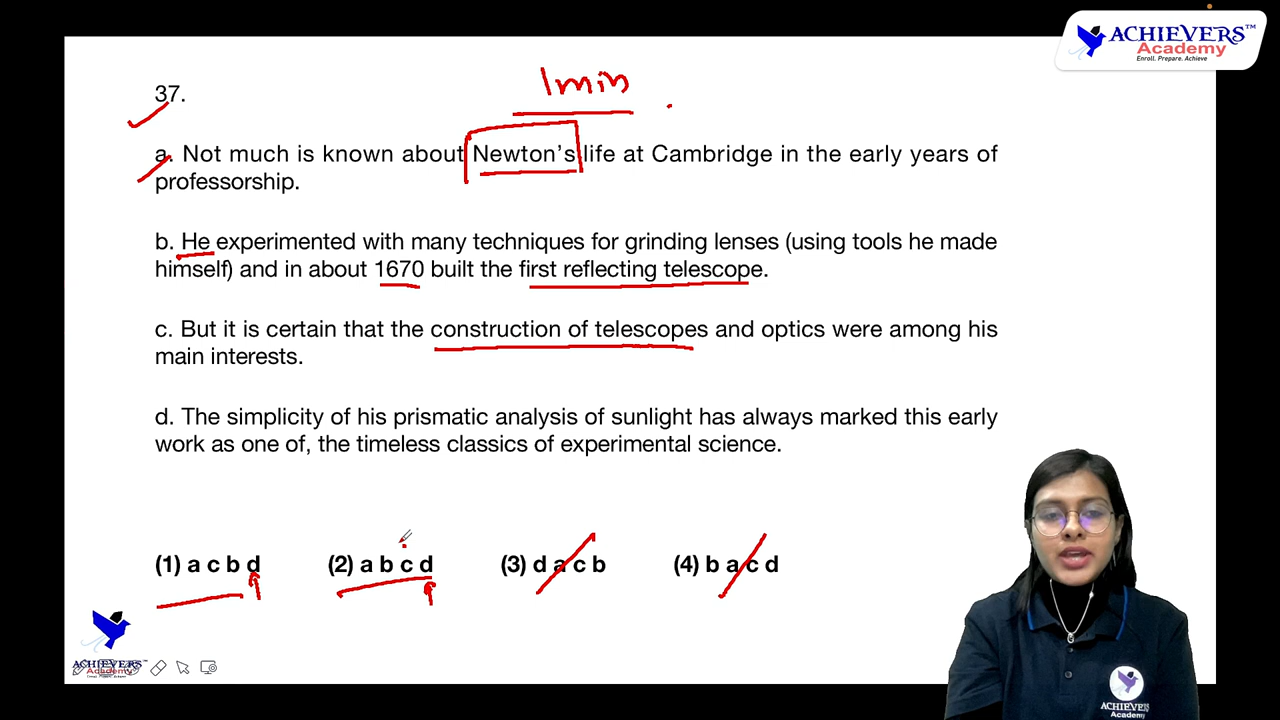 ACHIEVERS™
Academy
Enroll. Prepare. Achieve
1min
37.
a. Not much is known about Newton's life at Cambridge in the early years of
professorship.
b. He experimented with many techniques for grinding lenses (using tools he made
himself) and in about 1670 built the first reflecting telescope.
c. But it is certain that the construction of telescopes and optics were among his
main interests.
d. The simplicity of his prismatic analysis of sunlight has always marked this early
work as one of, the timeless classics of experimental science.
(1) a c b d (2) a b c d (3) d a c b (4) b a c d
ACHIEVERS™
Academy
ACHIEVERS
Academy